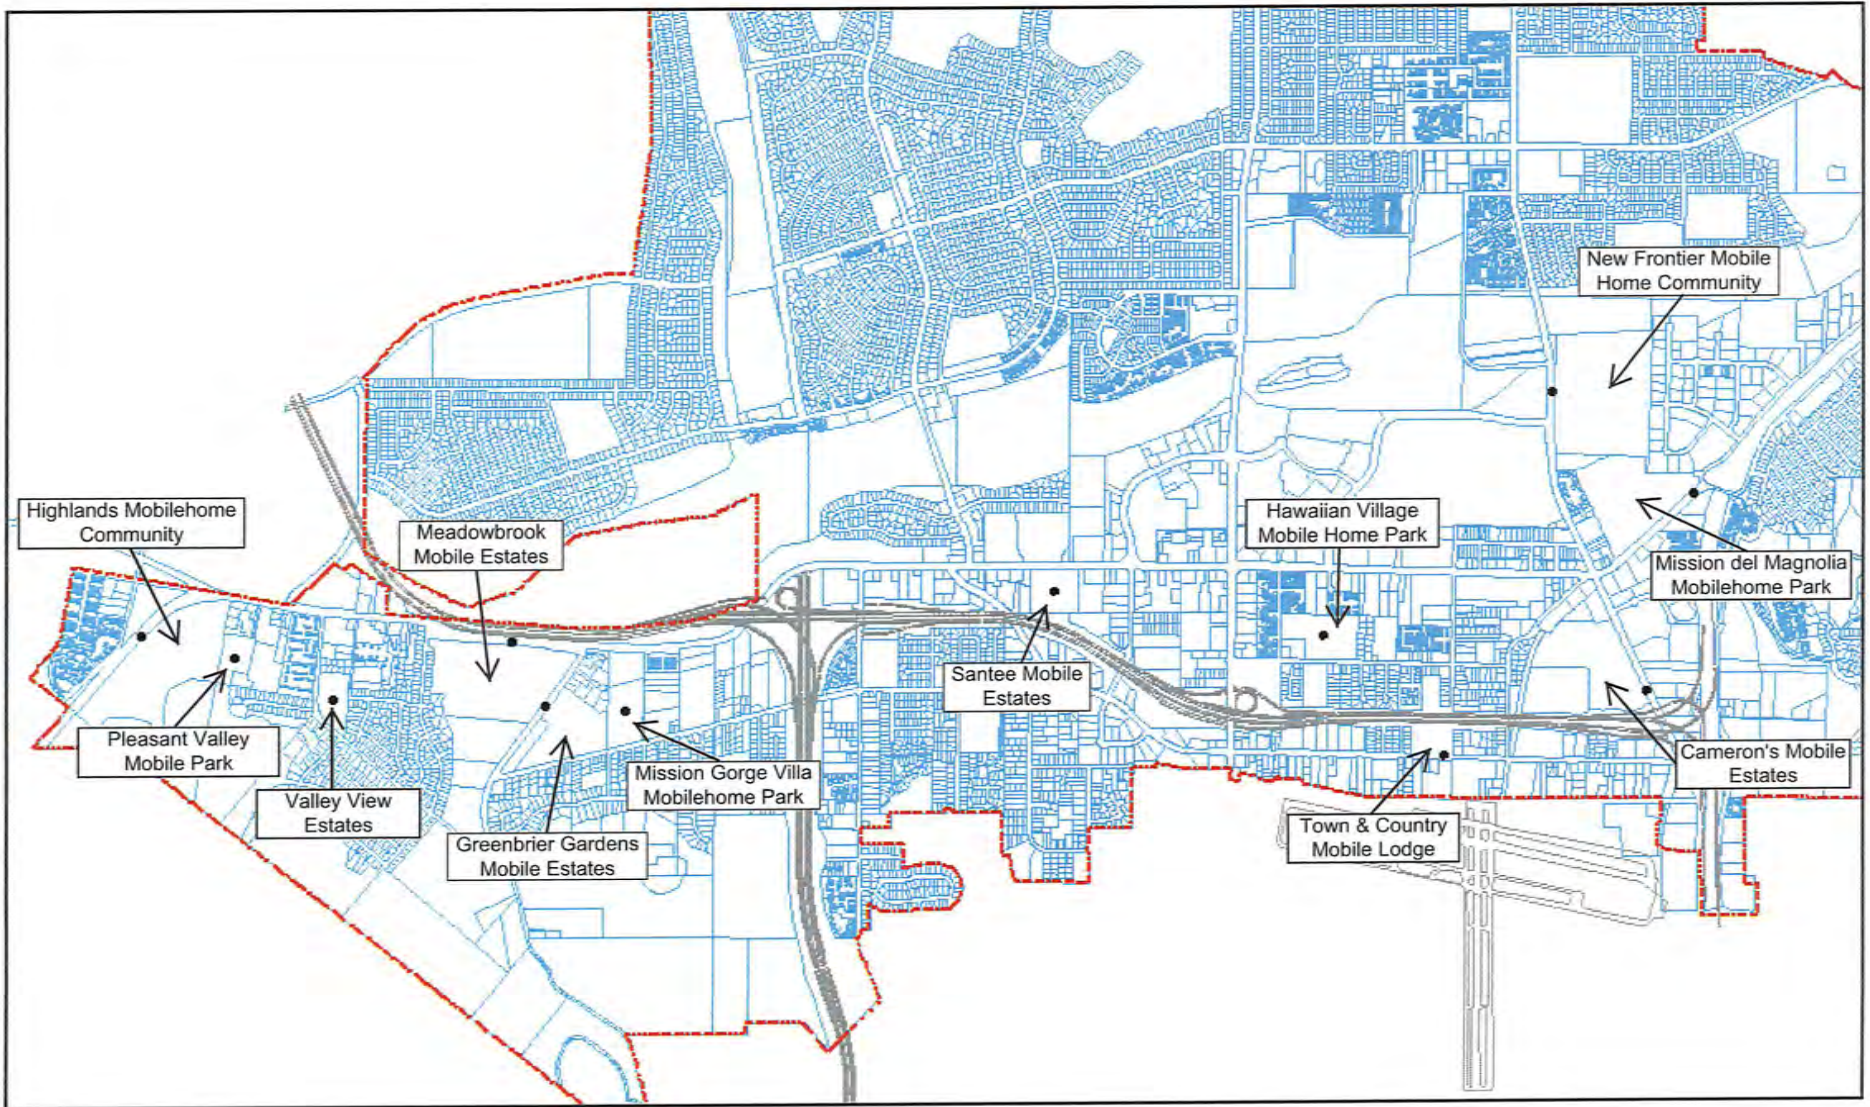 New Frontier Mobile
Home Community
Highlands Mobilehome
Community
Meadowbrook
Mobile Estates
Hawaiian Village
Mobile Home Park
Mission del Magnolia
Mobilehome Park
Santee Mobile
Estates
Pleasant Valley
Mobile Park
Valley View
Estates
Mission Gorge Villa
Mobilehome Park
Cameron's Mobile
Estates
Greenbrier Gardens
Mobile Estates
Town & Country
Mobile Lodge